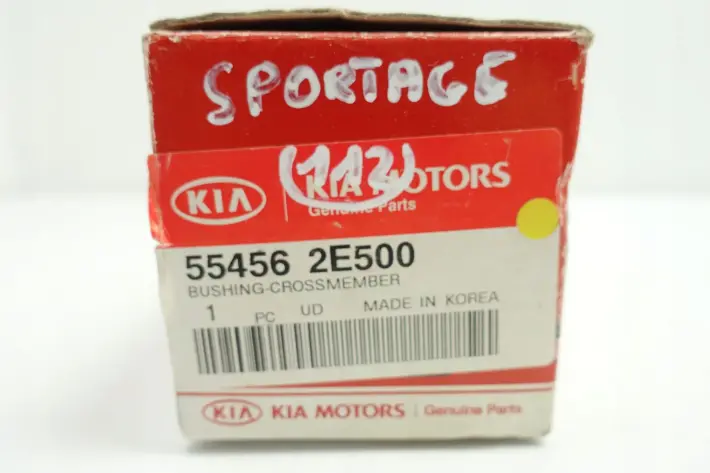 SPORTAGE
(112)
KIA KIA MOTORS
Genuine Parts
55456 2E500
BUSHING-CROSSMEMBER
1 PC UD MADE IN KOREA
KIA KIA MOTORS Genuine Parts